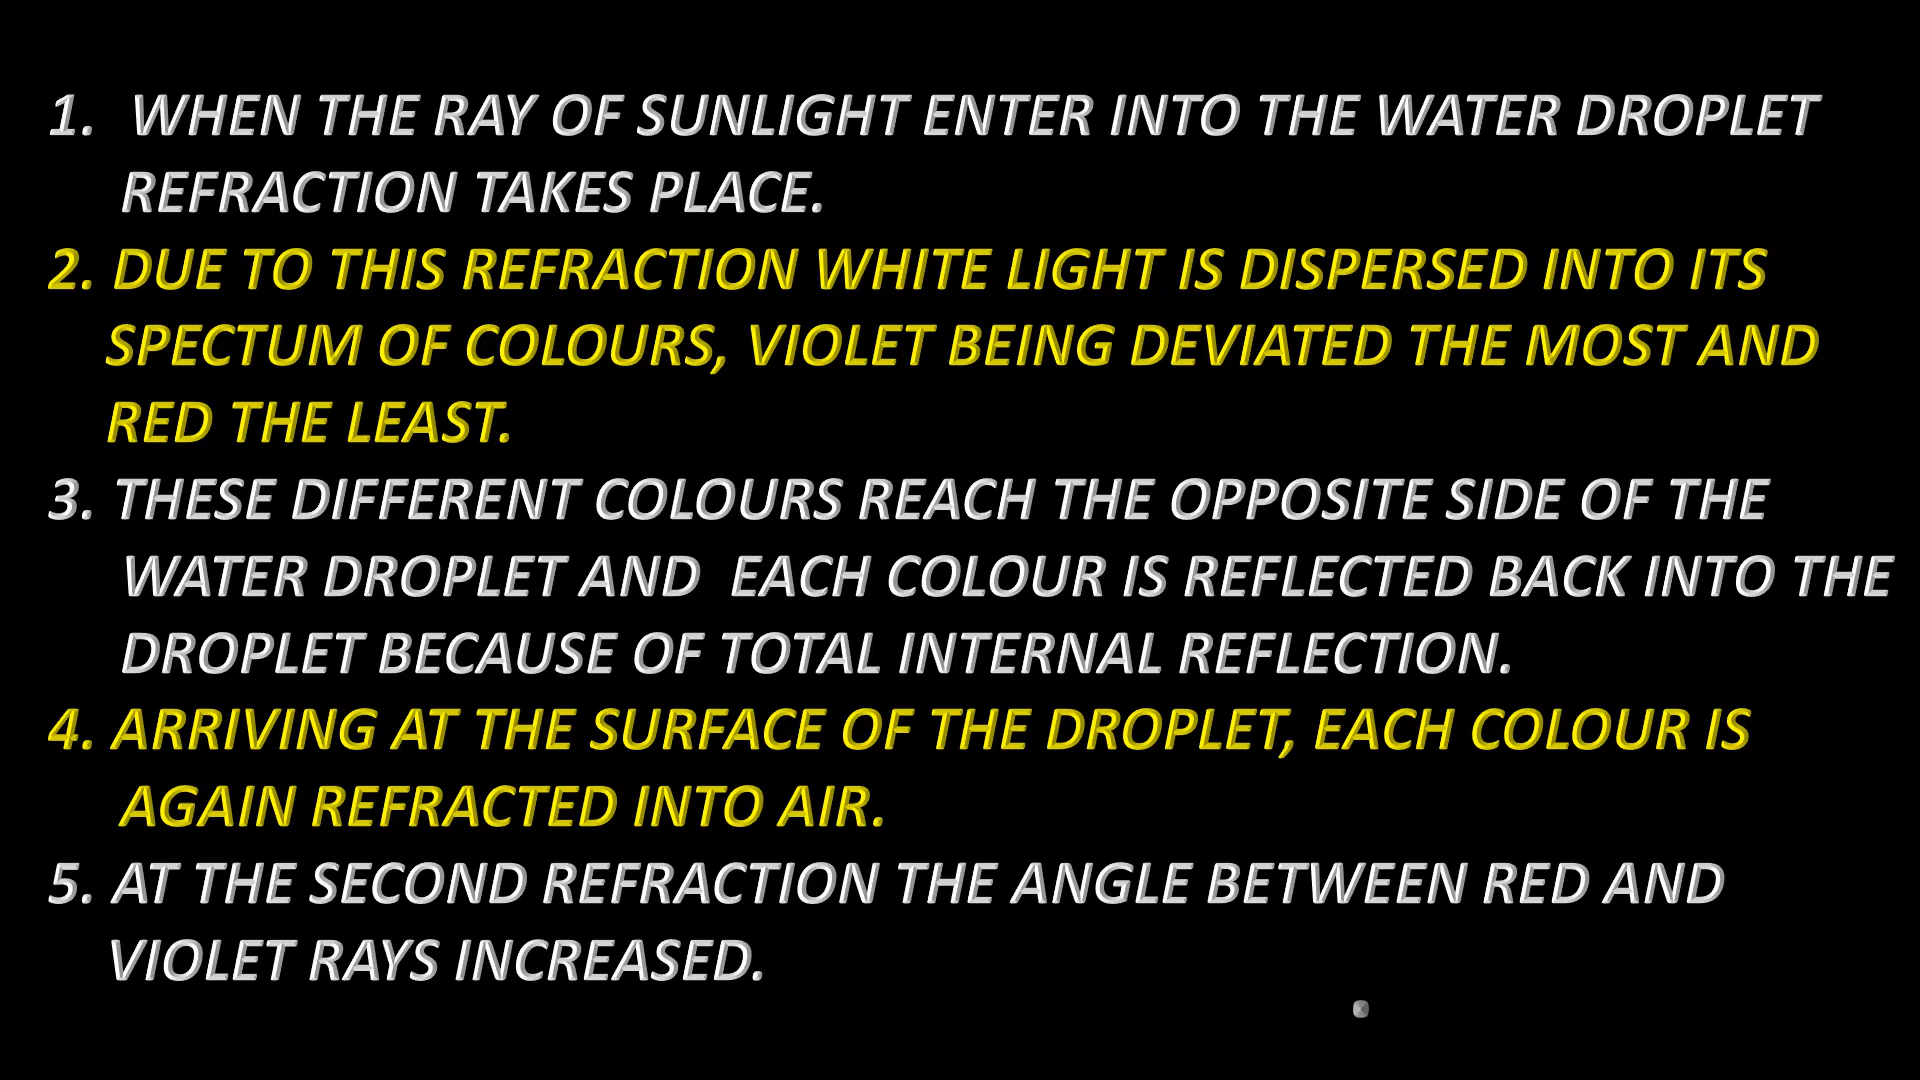 1. WHEN THE RAY OF SUNLIGHT ENTER INTO THE WATER DROPLET
REFRACTION TAKES PLACE.
2. DUE TO THIS REFRACTION WHITE LIGHT IS DISPERSED INTO ITS
SPECTUM OF COLOURS, VIOLET BEING DEVIATED THE MOST AND
RED THE LEAST.
3. THESE DIFFERENT COLOURS REACH THE OPPOSITE SIDE OF THE
WATER DROPLET AND EACH COLOUR IS REFLECTED BACK INTO THE
DROPLET BECAUSE OF TOTAL INTERNAL REFLECTION.
4. ARRIVING AT THE SURFACE OF THE DROPLET, EACH COLOUR IS
AGAIN REFRACTED INTO AIR.
5. AT THE SECOND REFRACTION THE ANGLE BETWEEN RED AND
VIOLET RAYS INCREASED.